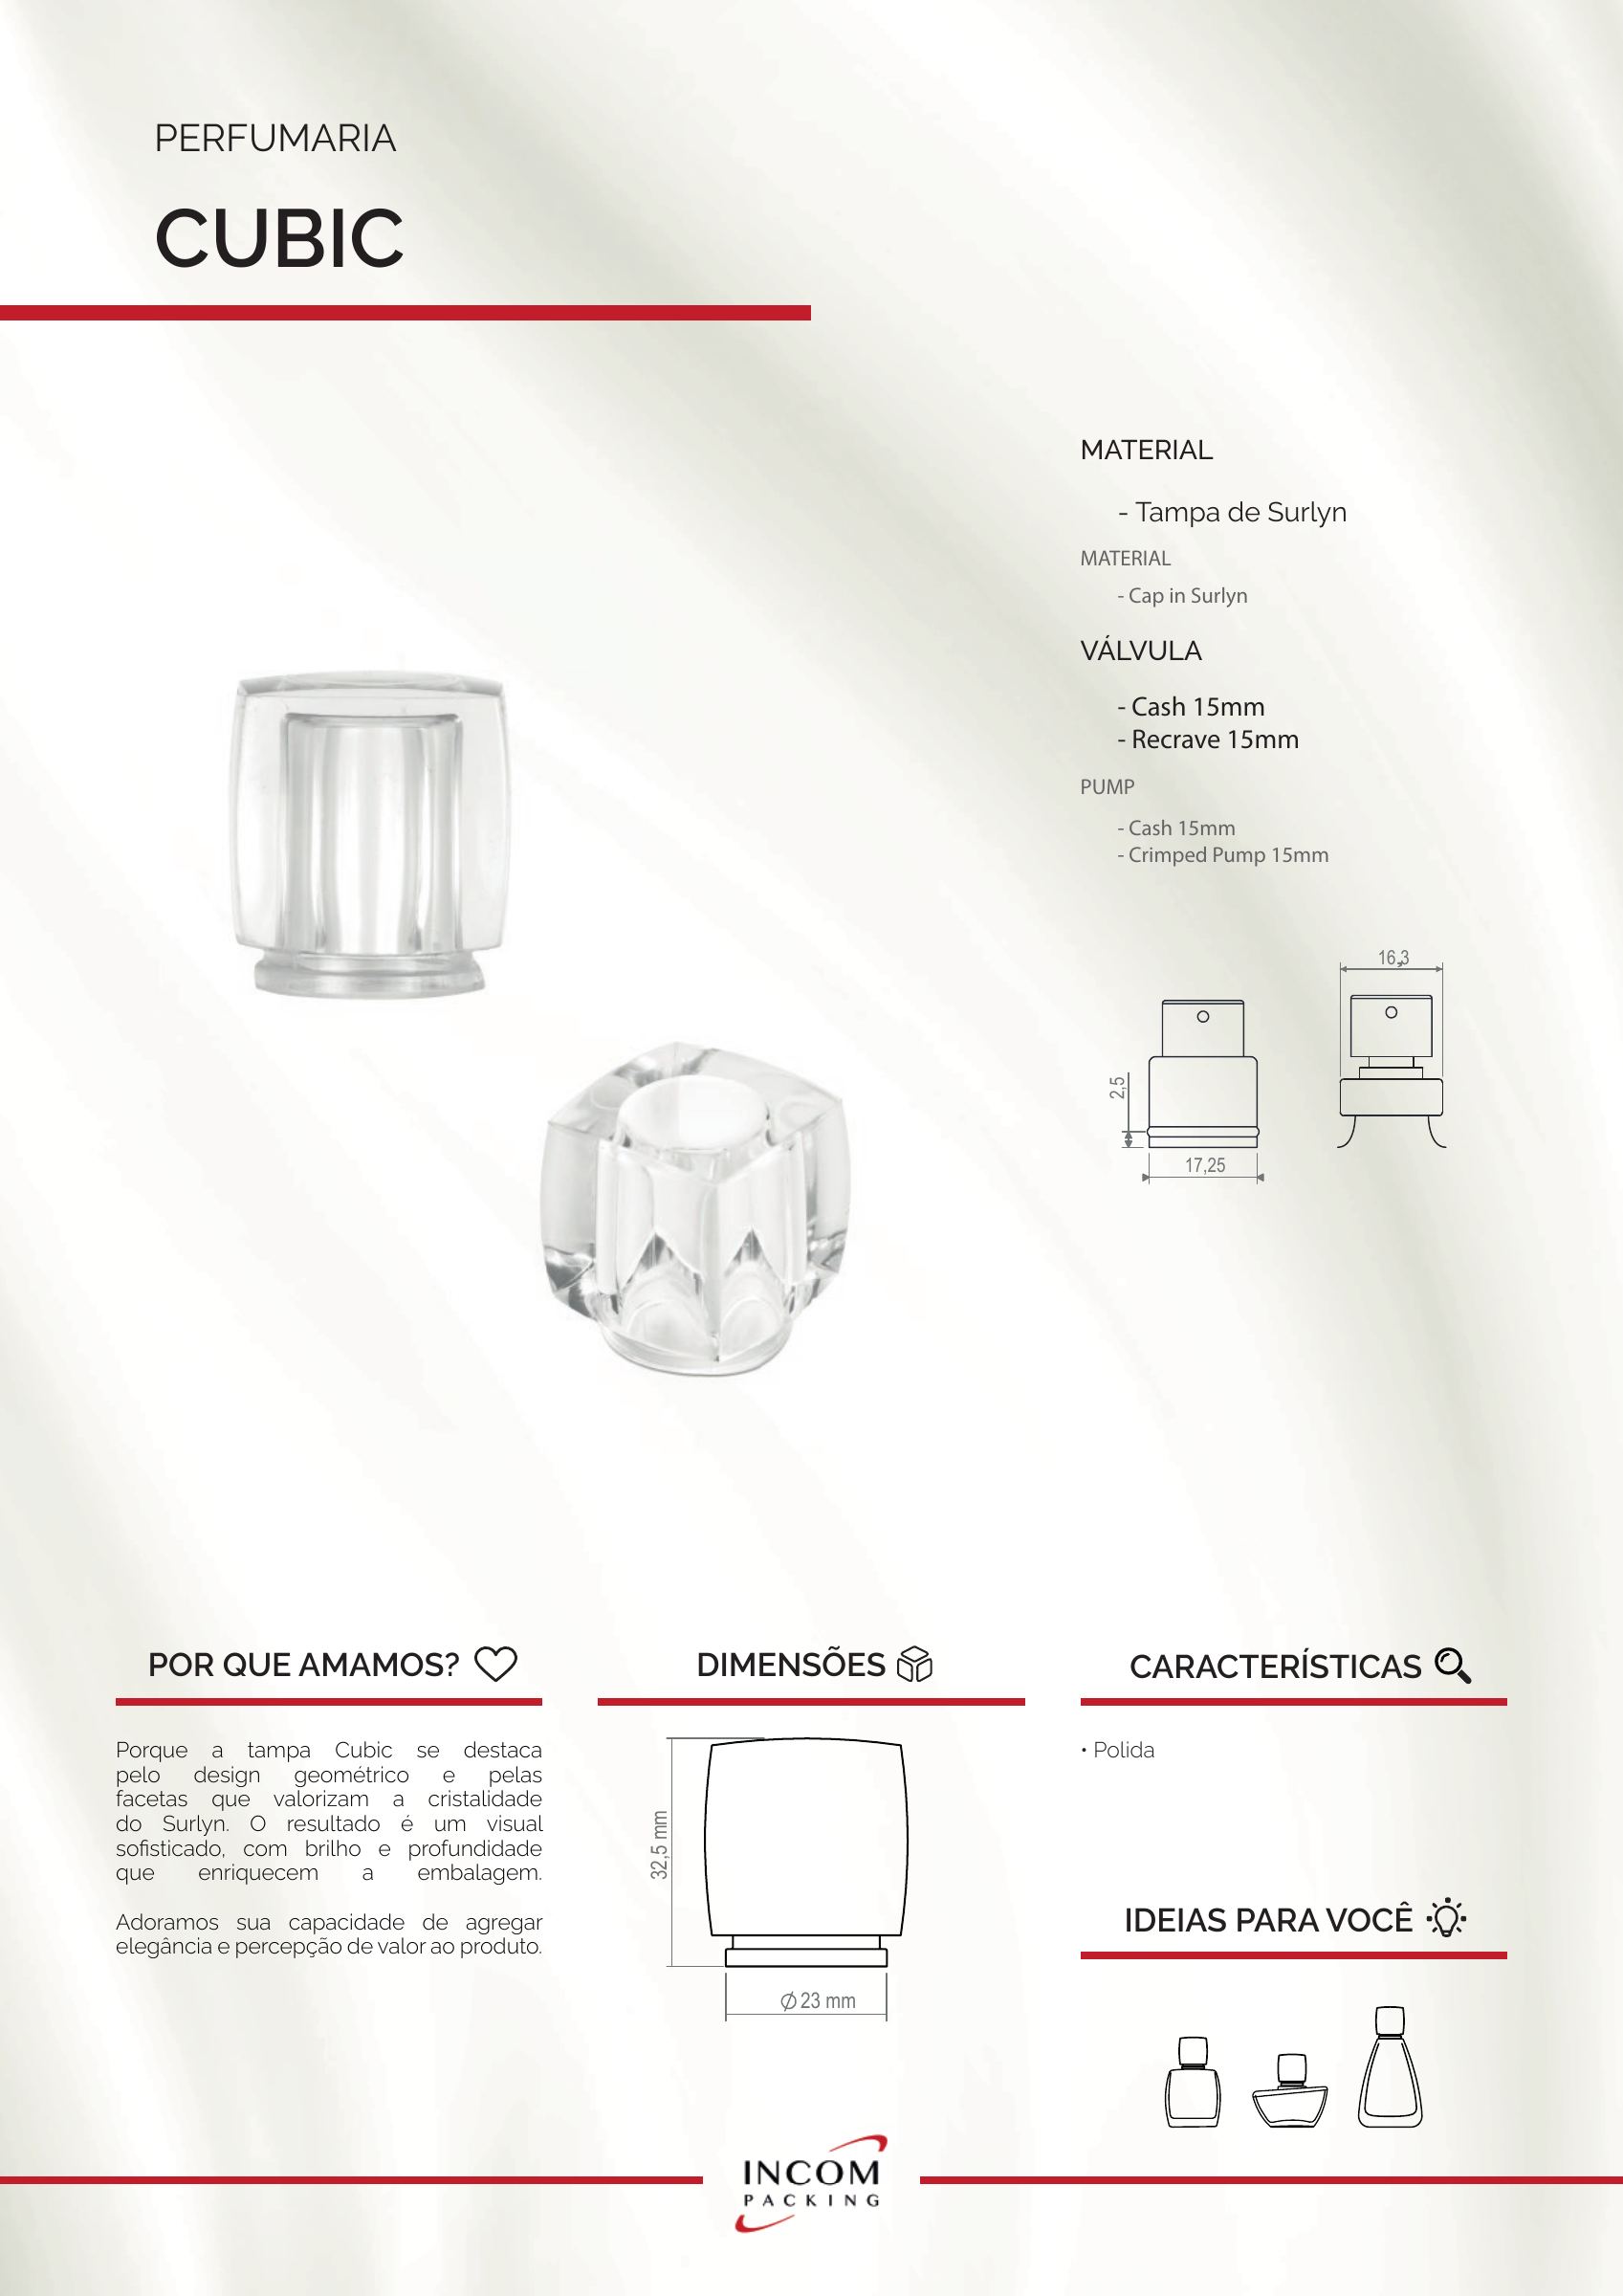 PERFUMARIA
CUBIC
MATERIAL
- Tampa de Surlyn
MATERIAL
- Cap in Surlyn
VÁLVULA
- Cash 15mm
- Recrave 15mm
PUMP
- Cash 15mm
- Crimped Pump 15mm
16,3
2,5
17,25
POR QUE AMAMOS?
Porque a tampa Cubic se destaca
pelo design geométrico e pelas
facetas que valorizam a cristalidade
do Surlyn. O resultado é um visual
sofisticado, com brilho e profundidade
que enriquecem a embalagem.
Adoramos sua capacidade de agregar
elegância e percepção de valor ao produto.
DIMENSÕES
32,5 mm
Ø 23 mm
CARACTERÍSTICAS
• Polida
IDEIAS PARA VOCÊ
INCOM
PACKING